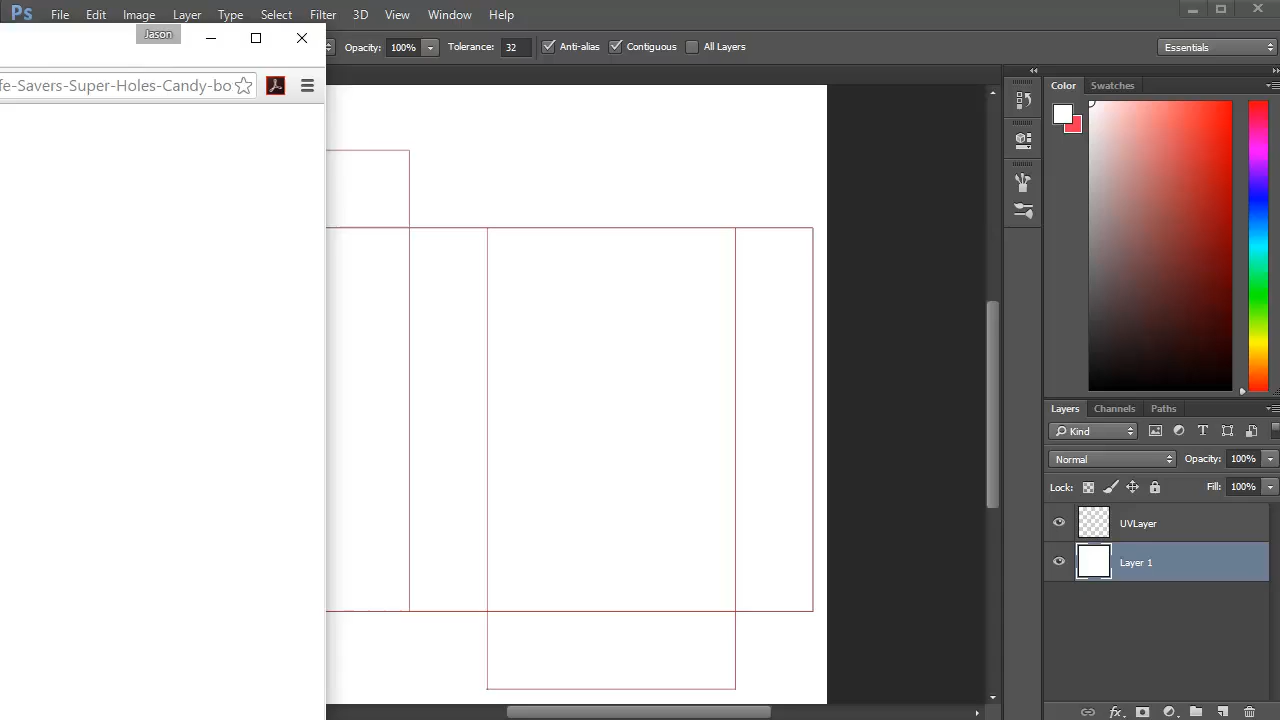 Ps File Edit Image Layer Type Select Filter 3D View Window Help
Jason
Opacity: 100% Tolerance: 32 Anti-alias Contiguous All Layers Essentials
fe-Savers-Super-Holes-Candy-bo
Color Swatches
Layers Channels Paths
Kind
Normal Opacity: 100%
Lock: Fill: 100%
UVLayer
Layer 1
fx